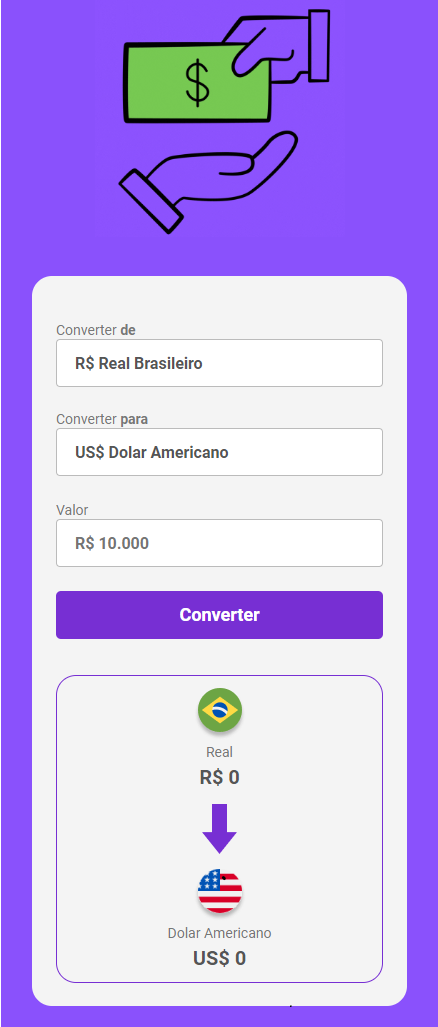 $
Converter de
R$ Real Brasileiro
Converter para
US$ Dolar Americano
Valor
R$ 10.000
Converter
Real
R$ 0
Dolar Americano
US$ 0